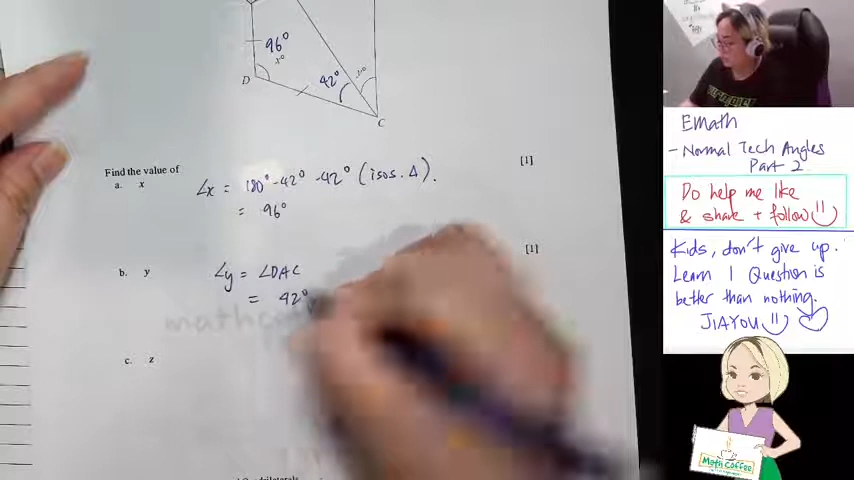 96°
x°
D
42°
y°
C
Find the value of
a. x
∠x = 180° - 42° - 42° (isos. Δ). [1]
= 96°
[1]
b. y
∠y = ∠DAC
= 42°
c. z
EMath
- Normal Tech Angles
Part 2
Do help me like
& share + follow
Kids, don't give up.
Learn 1 Question is
better than nothing.
JIAYOU
Math Coffee